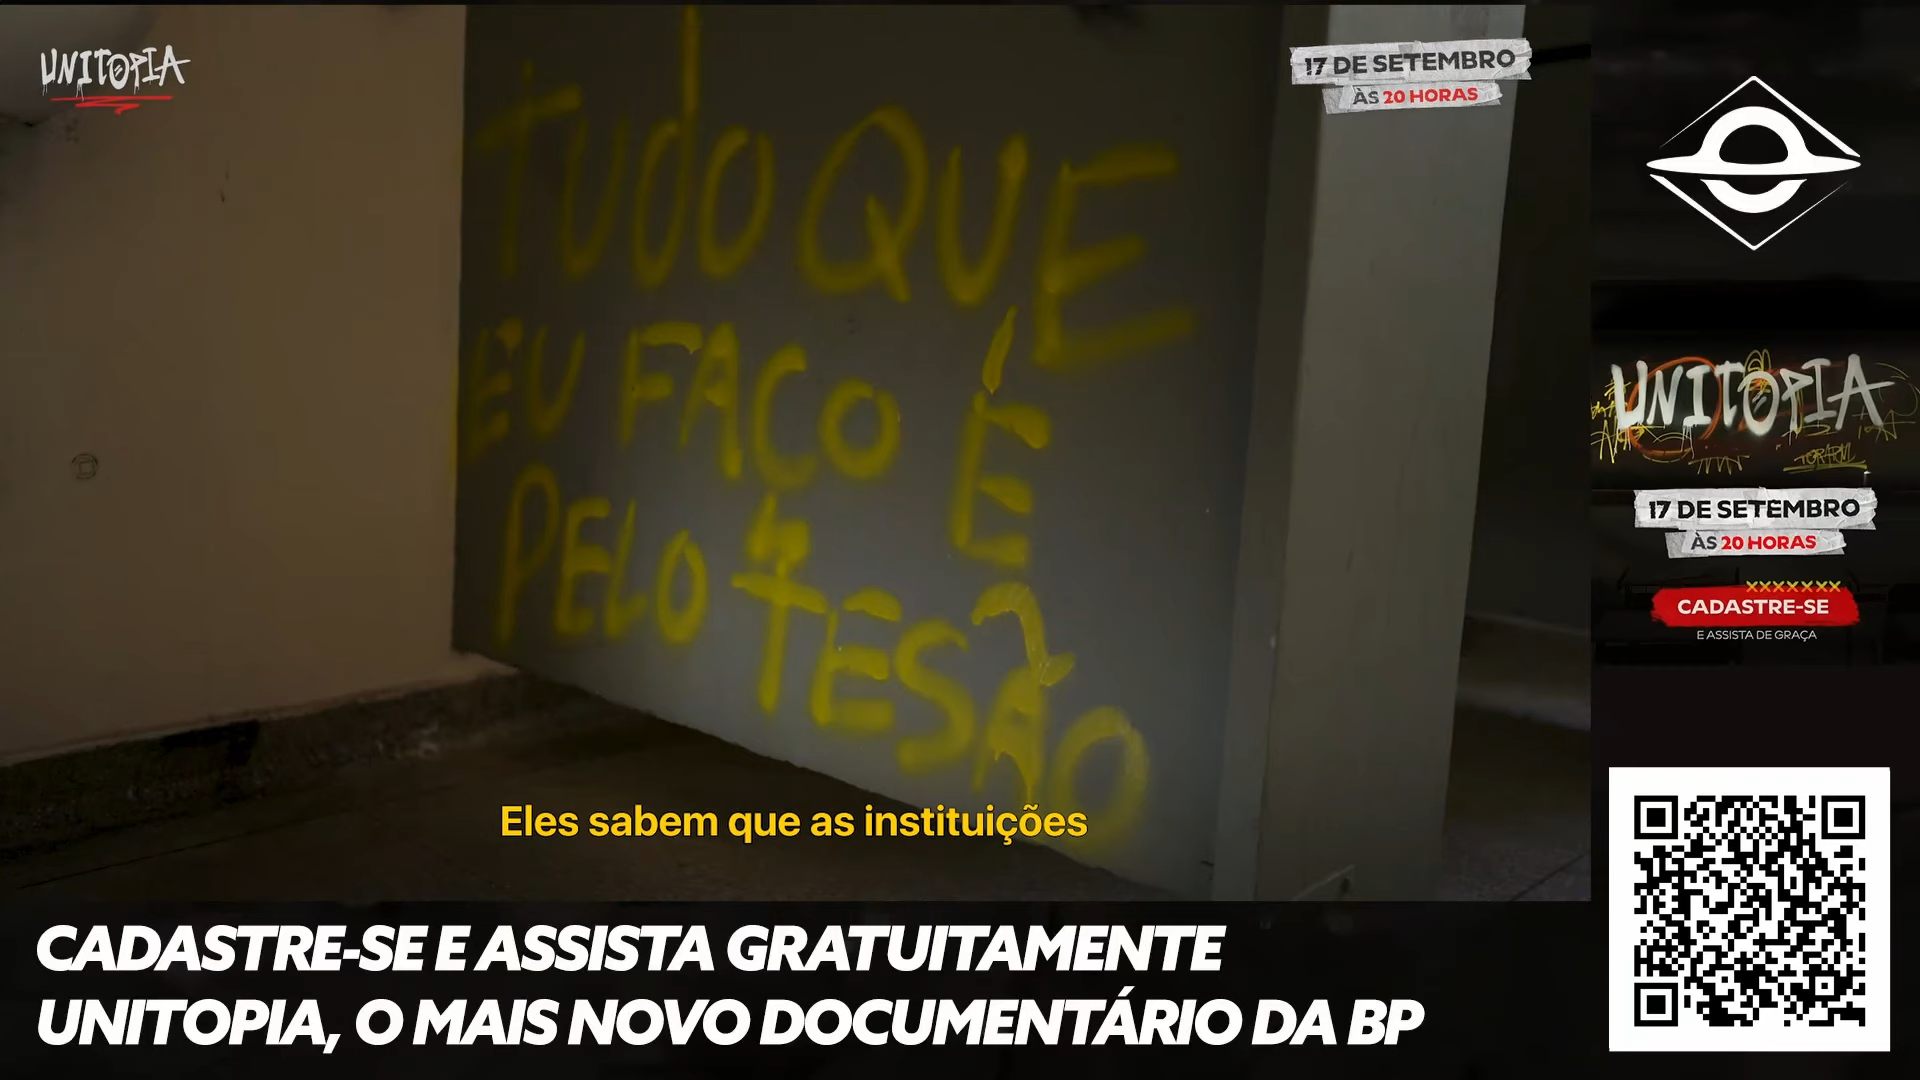 UNITOPIA
17 DE SETEMBRO
ÀS 20 HORAS
TUDO QUE
EU FAÇO É
PELO TESÃO
Eles sabem que as instituições
UNITOPIA
17 DE SETEMBRO
ÀS 20 HORAS
XXXXXXX
CADASTRE-SE
E ASSISTA DE GRAÇA
CADASTRE-SE E ASSISTA GRATUITAMENTE
UNITOPIA, O MAIS NOVO DOCUMENTÁRIO DA BP